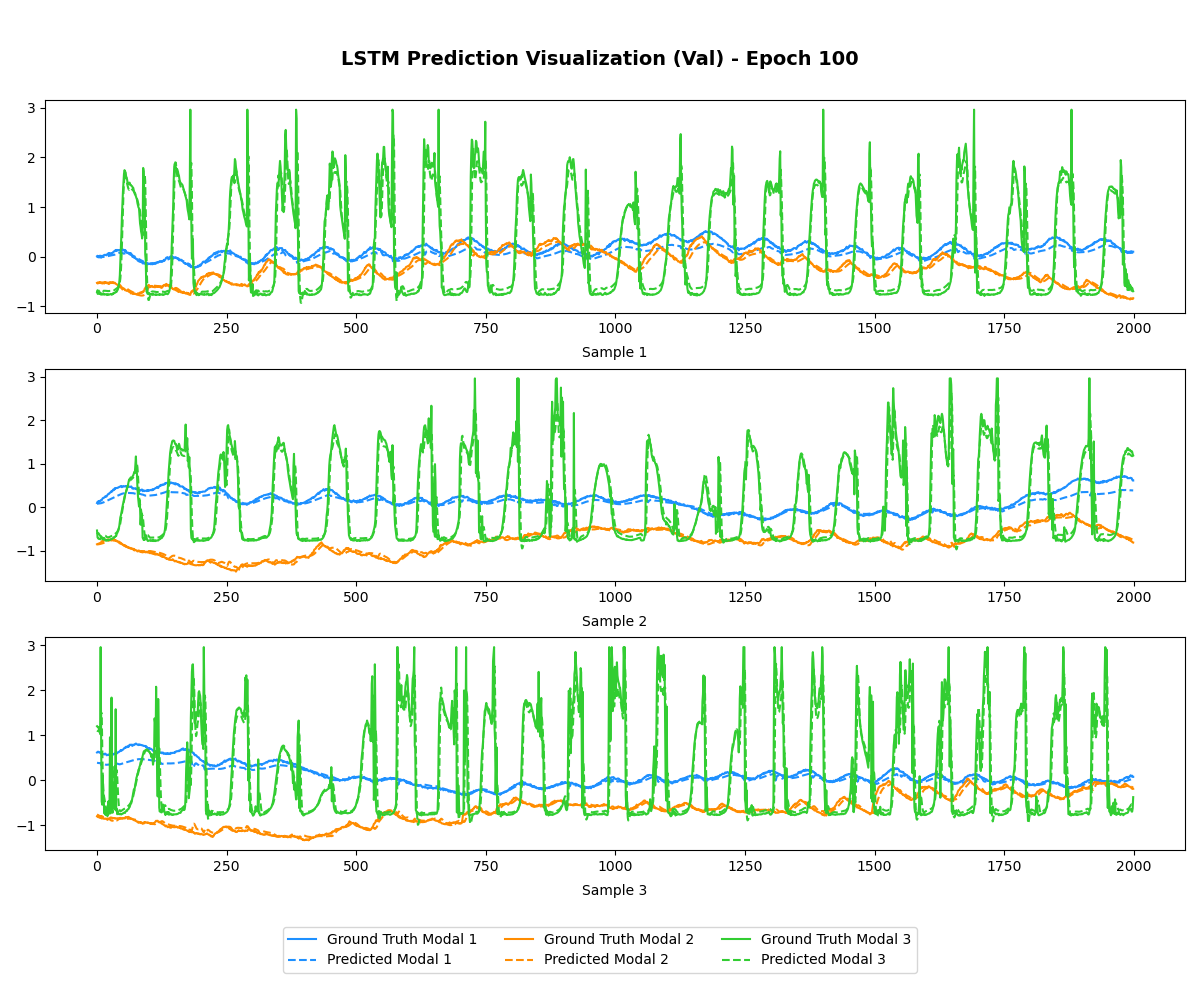 LSTM Prediction Visualization (Val) - Epoch 100
3
2
1
0
−1
0 250 500 750 1000 1250 1500 1750 2000
Sample 1
3
2
1
0
−1
0 250 500 750 1000 1250 1500 1750 2000
Sample 2
3
2
1
0
−1
0 250 500 750 1000 1250 1500 1750 2000
Sample 3
Ground Truth Modal 1 Ground Truth Modal 2 Ground Truth Modal 3
Predicted Modal 1 Predicted Modal 2 Predicted Modal 3